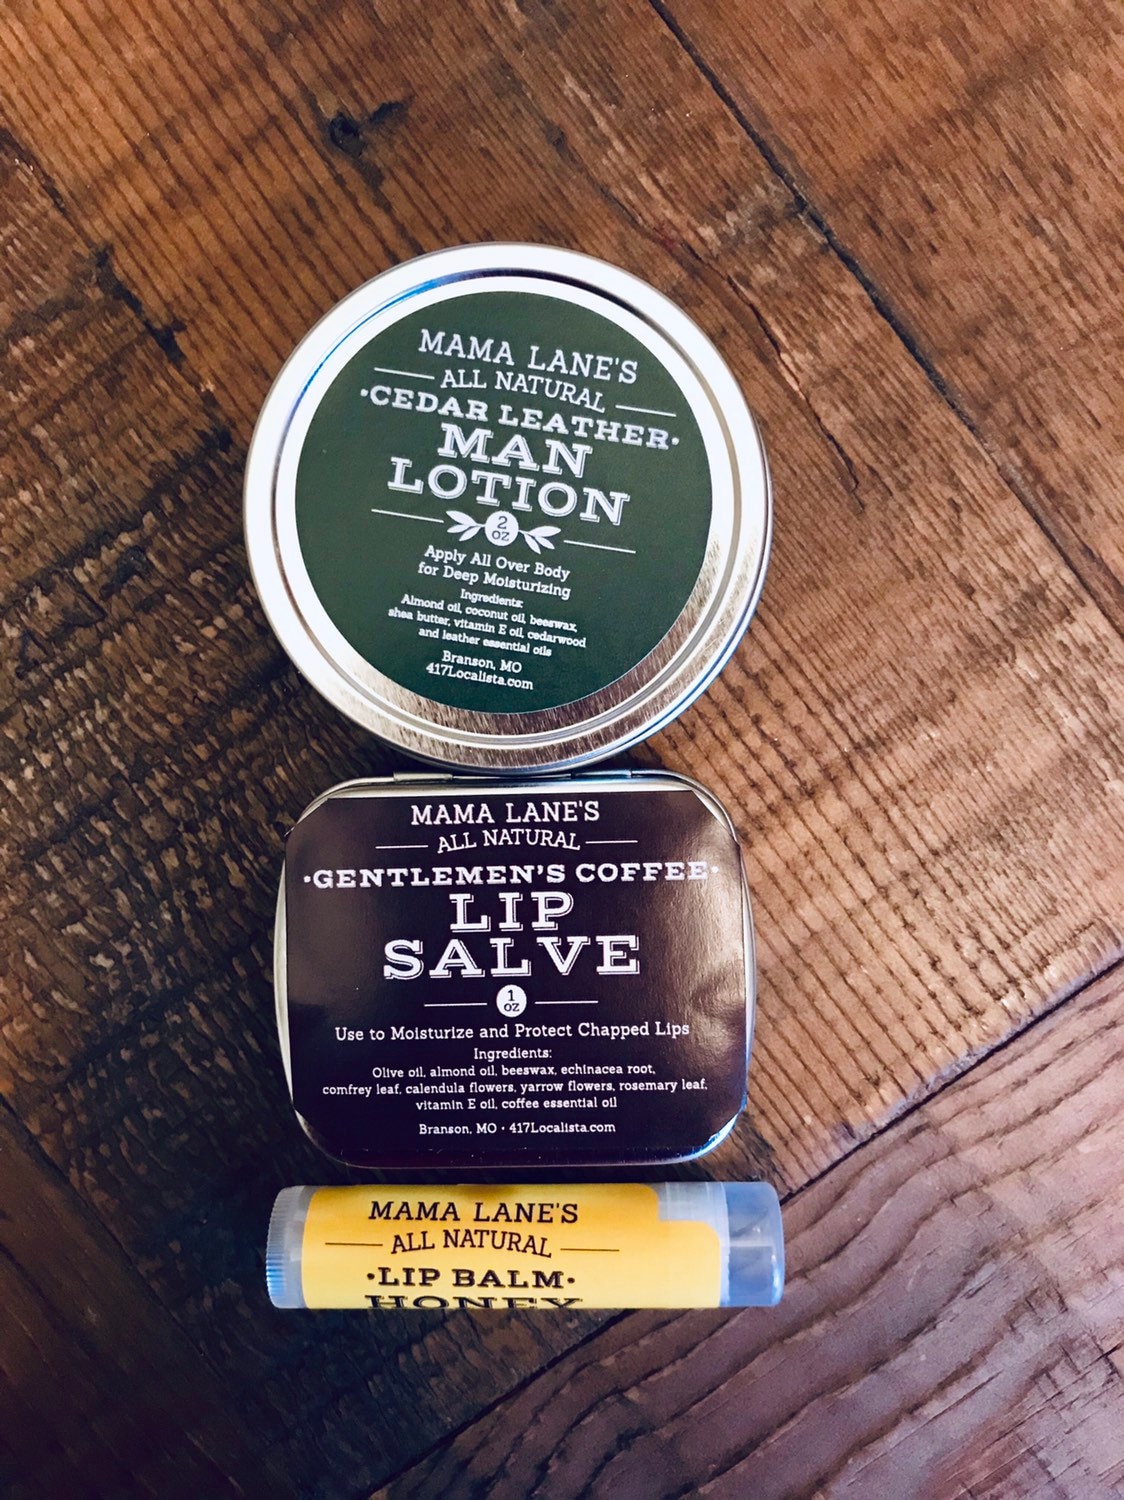 MAMA LANE'S
ALL NATURAL
·CEDAR LEATHER·
MAN
LOTION
2
OZ
Apply All Over Body
for Deep Moisturizing
Ingredients:
Almond oil, coconut oil, beeswax,
shea butter, vitamin E oil, cedarwood
and leather essential oils
Branson, MO
417Localista.com
MAMA LANE'S
ALL NATURAL
·GENTLEMEN'S COFFEE·
LIP
SALVE
1
OZ
Use to Moisturize and Protect Chapped Lips
Ingredients:
Olive oil, almond oil, beeswax, echinacea root,
comfrey leaf, calendula flowers, yarrow flowers, rosemary leaf,
vitamin E oil, coffee essential oil
Branson, MO · 417Localista.com
MAMA LANE'S
ALL NATURAL
·LIP BALM·
HONEY